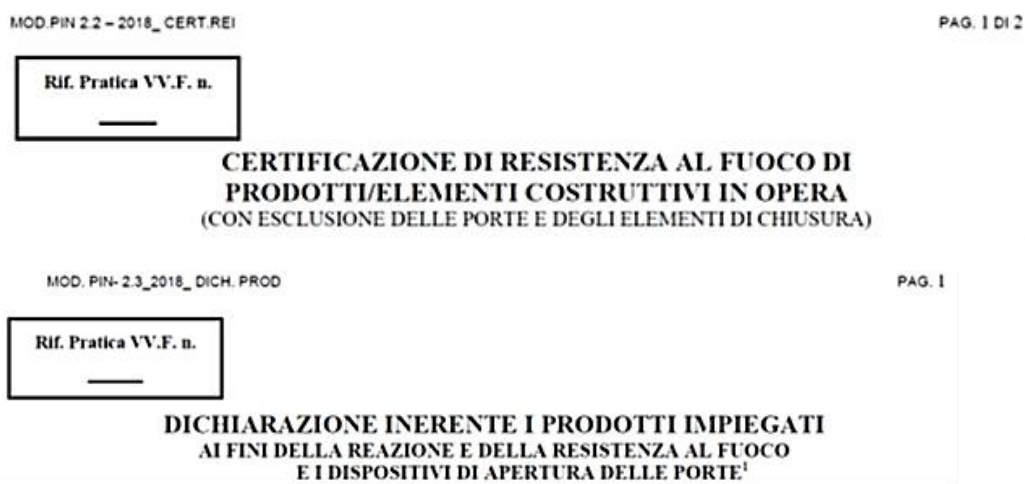 MOD.PIN 2.2 – 2018_ CERT.REI
PAG. 1 DI 2
Rif. Pratica VV.F. n.
CERTIFICAZIONE DI RESISTENZA AL FUOCO DI
PRODOTTI/ELEMENTI COSTRUTTIVI IN OPERA
(CON ESCLUSIONE DELLE PORTE E DEGLI ELEMENTI DI CHIUSURA)
MOD. PIN- 2.3_2018_ DICH. PROD
PAG. 1
Rif. Pratica VV.F. n.
DICHIARAZIONE INERENTE I PRODOTTI IMPIEGATI
AI FINI DELLA REAZIONE E DELLA RESISTENZA AL FUOCO
E I DISPOSITIVI DI APERTURA DELLE PORTE¹